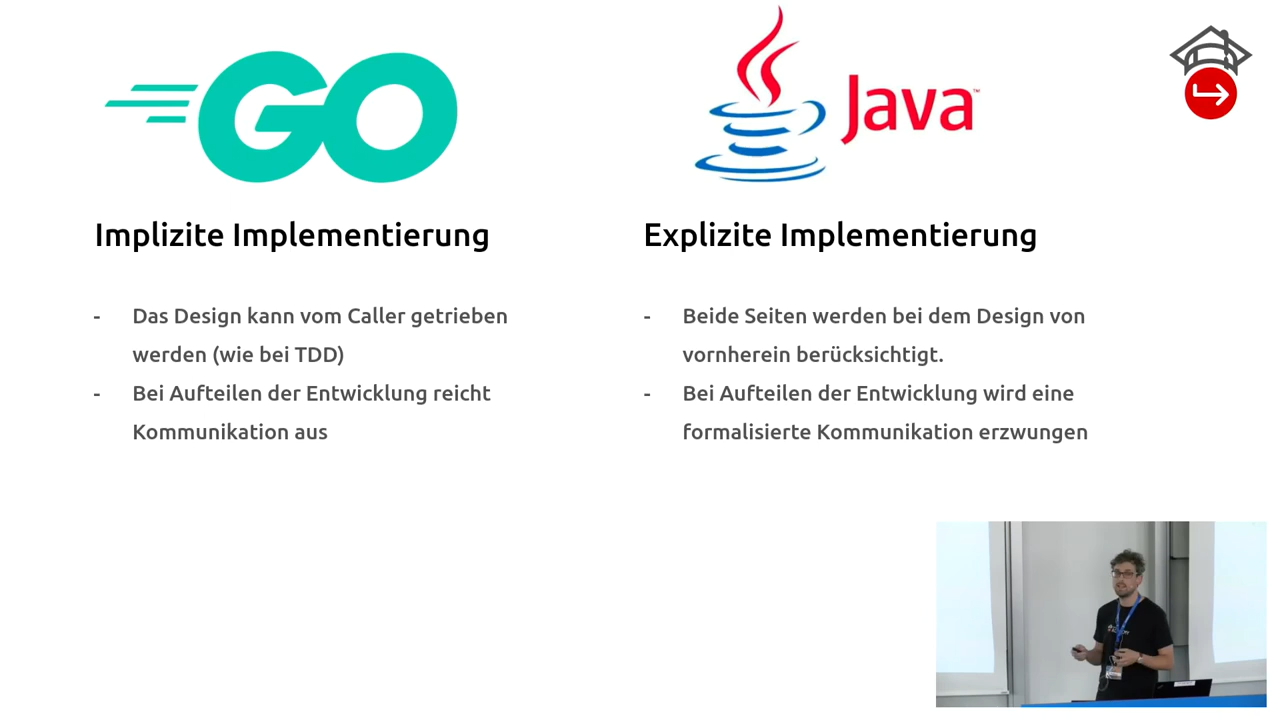 GO
Java™
Implizite Implementierung
Explizite Implementierung
- Das Design kann vom Caller getrieben
werden (wie bei TDD)
- Bei Aufteilen der Entwicklung reicht
Kommunikation aus
- Beide Seiten werden bei dem Design von
vornherein berücksichtigt.
- Bei Aufteilen der Entwicklung wird eine
formalisierte Kommunikation erzwungen